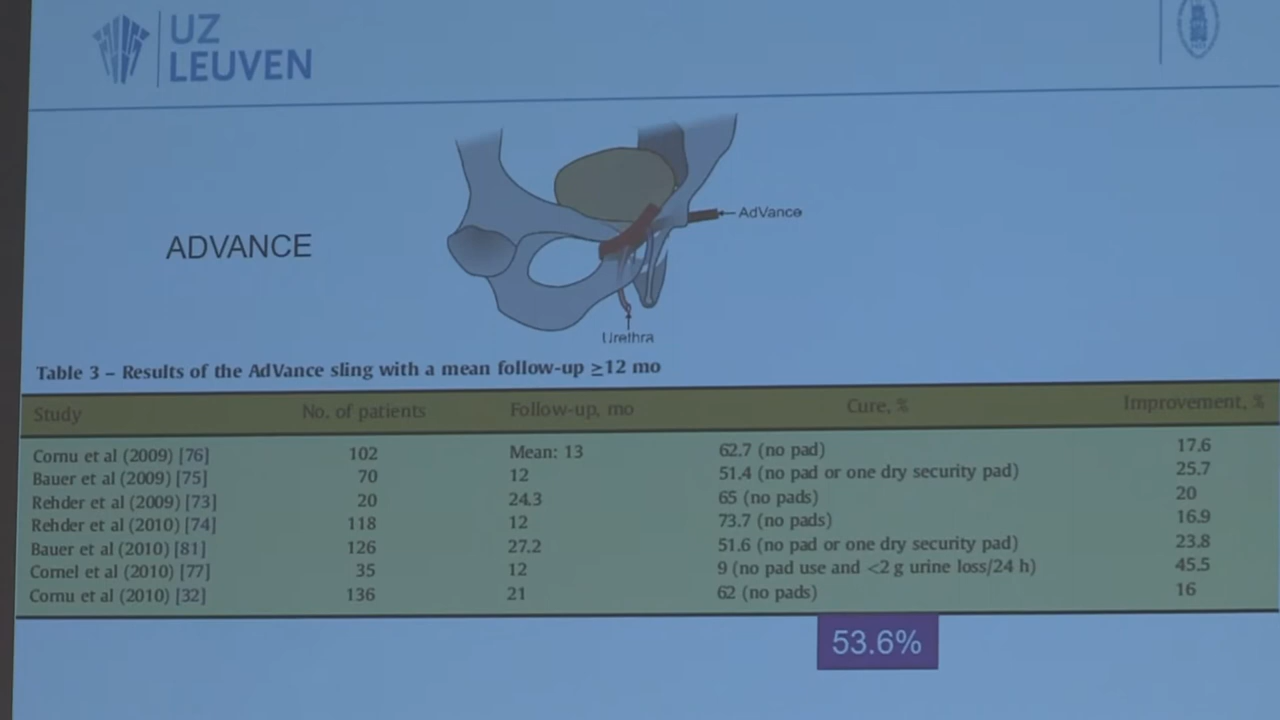 UZ
LEUVEN
ADVANCE
AdVance
Urethra
Table 3 – Results of the AdVance sling with a mean follow-up ≥12 mo
Study No. of patients Follow-up, mo Cure, % Improvement, %
Cornu et al (2009) [76] 102 Mean: 13 62.7 (no pad) 17.6
Bauer et al (2009) [75] 70 12 51.4 (no pad or one dry security pad) 25.7
Rehder et al (2009) [73] 20 24.3 65 (no pads) 20
Rehder et al (2010) [74] 118 12 73.7 (no pads) 16.9
Bauer et al (2010) [81] 126 27.2 51.6 (no pad or one dry security pad) 23.8
Cornel et al (2010) [77] 35 12 9 (no pad use and <2 g urine loss/24 h) 45.5
Cornu et al (2010) [32] 136 21 62 (no pads) 16
53.6%